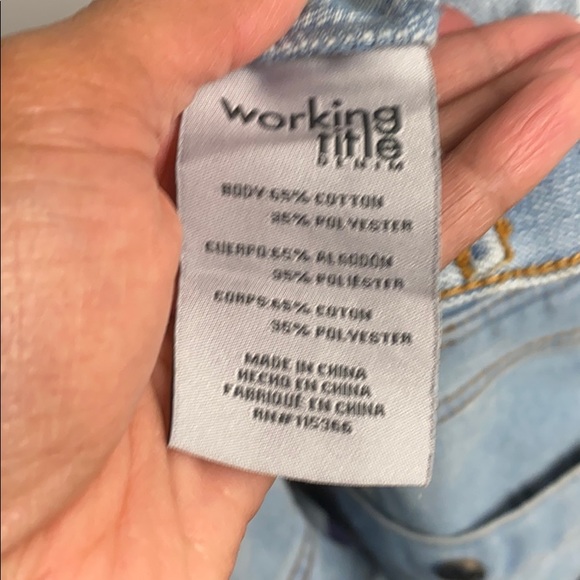 working
title
DENIM
BODY 65% COTTON
35% POLYESTER
CUERPO 65% ALGODÓN
35% POLIÉSTER
CORPS 65% COTON
35% POLYESTER
MADE IN CHINA
HECHO EN CHINA
FABRIQUÉ EN CHINA
RN# 115366